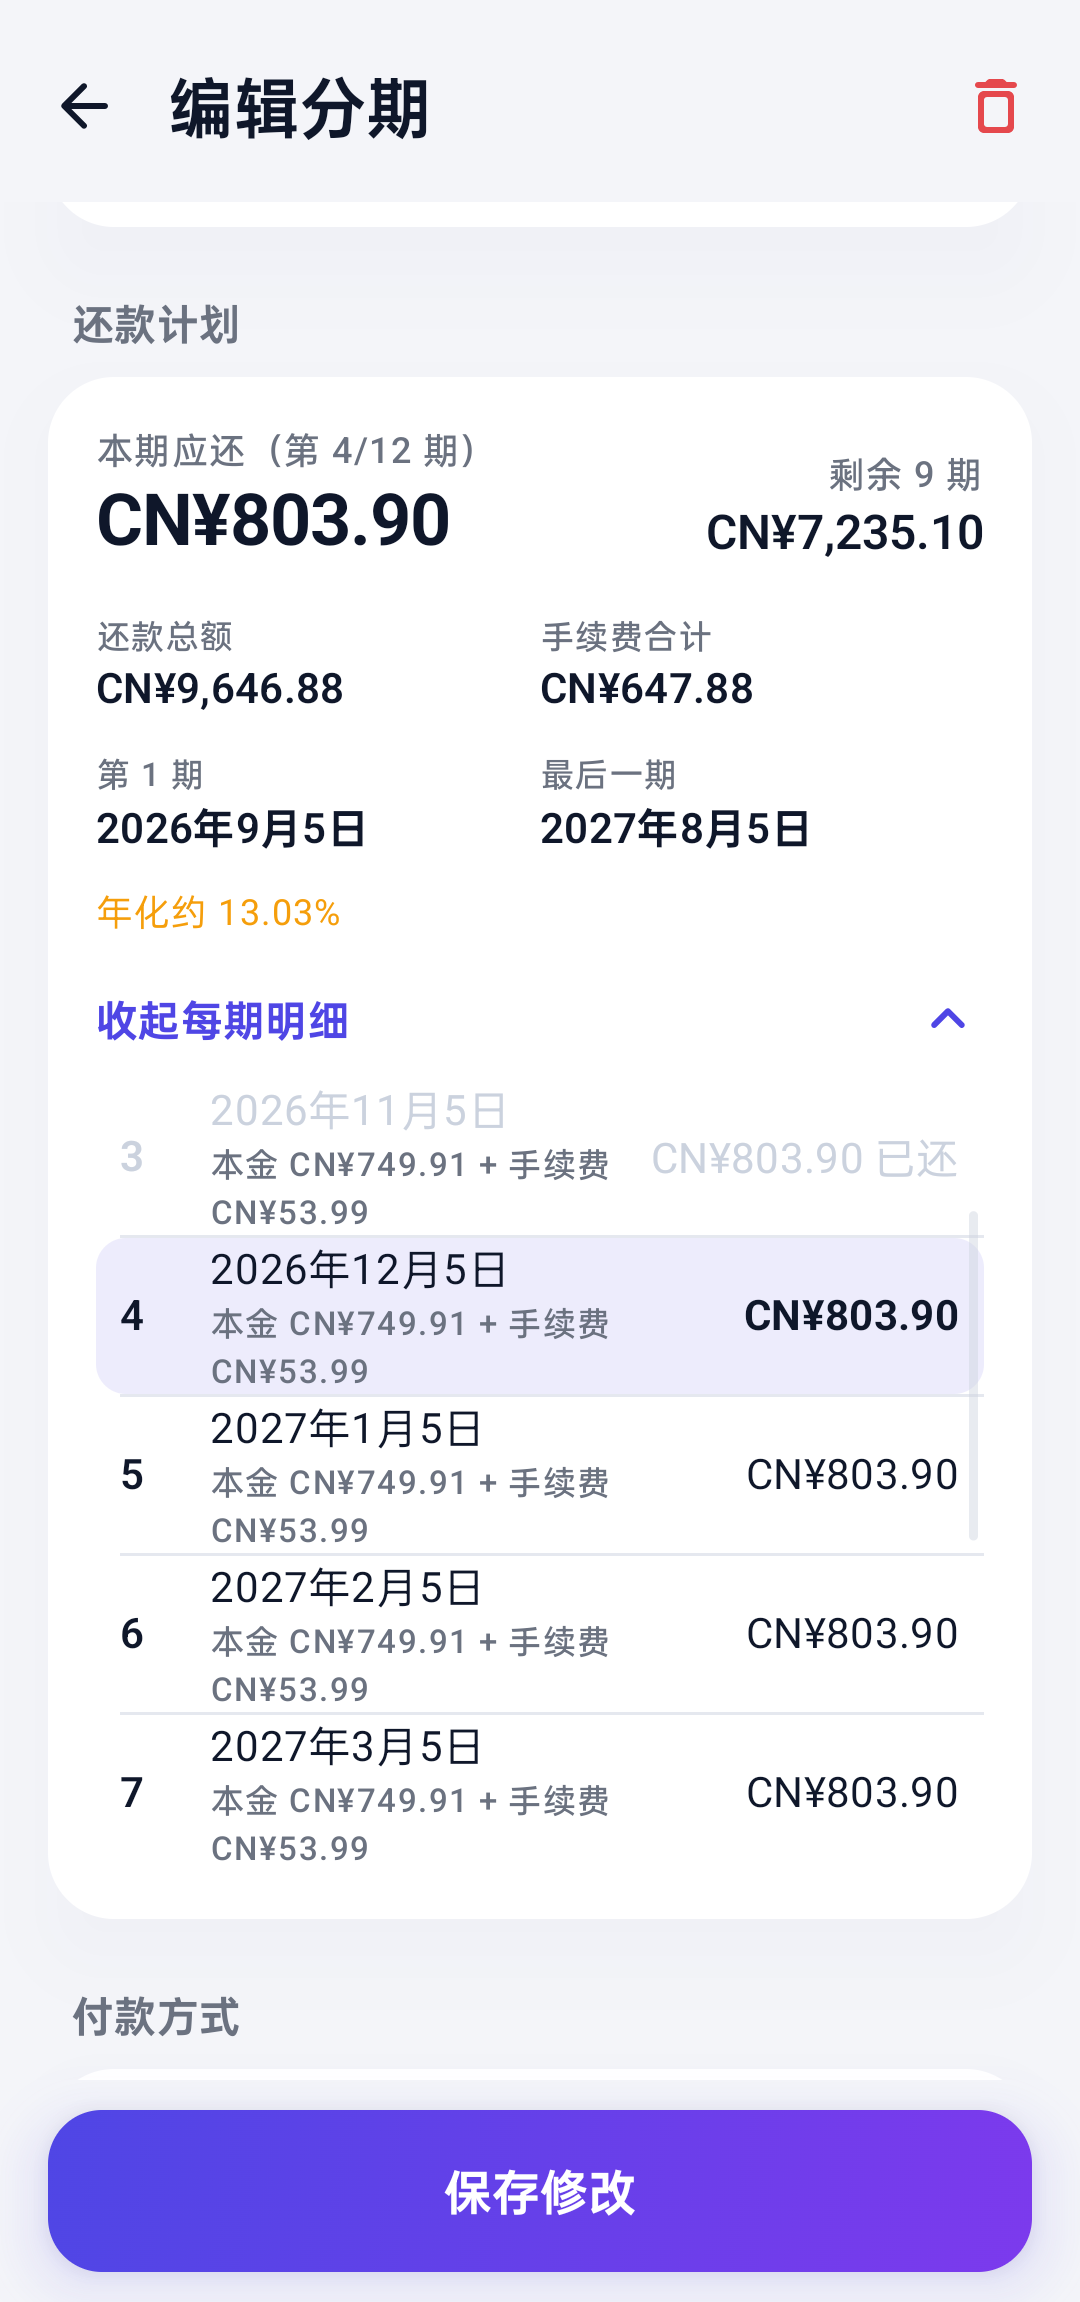 编辑分期
还款计划
本期应还（第 4/12 期）
CN¥803.90
剩余 9 期
CN¥7,235.10
还款总额
CN¥9,646.88
手续费合计
CN¥647.88
第 1 期
2026年9月5日
最后一期
2027年8月5日
年化约 13.03%
收起每期明细
3
2026年11月5日
本金 CN¥749.91 + 手续费
CN¥53.99
CN¥803.90 已还
4
2026年12月5日
本金 CN¥749.91 + 手续费
CN¥53.99
CN¥803.90
5
2027年1月5日
本金 CN¥749.91 + 手续费
CN¥53.99
CN¥803.90
6
2027年2月5日
本金 CN¥749.91 + 手续费
CN¥53.99
CN¥803.90
7
2027年3月5日
本金 CN¥749.91 + 手续费
CN¥53.99
CN¥803.90
付款方式
保存修改